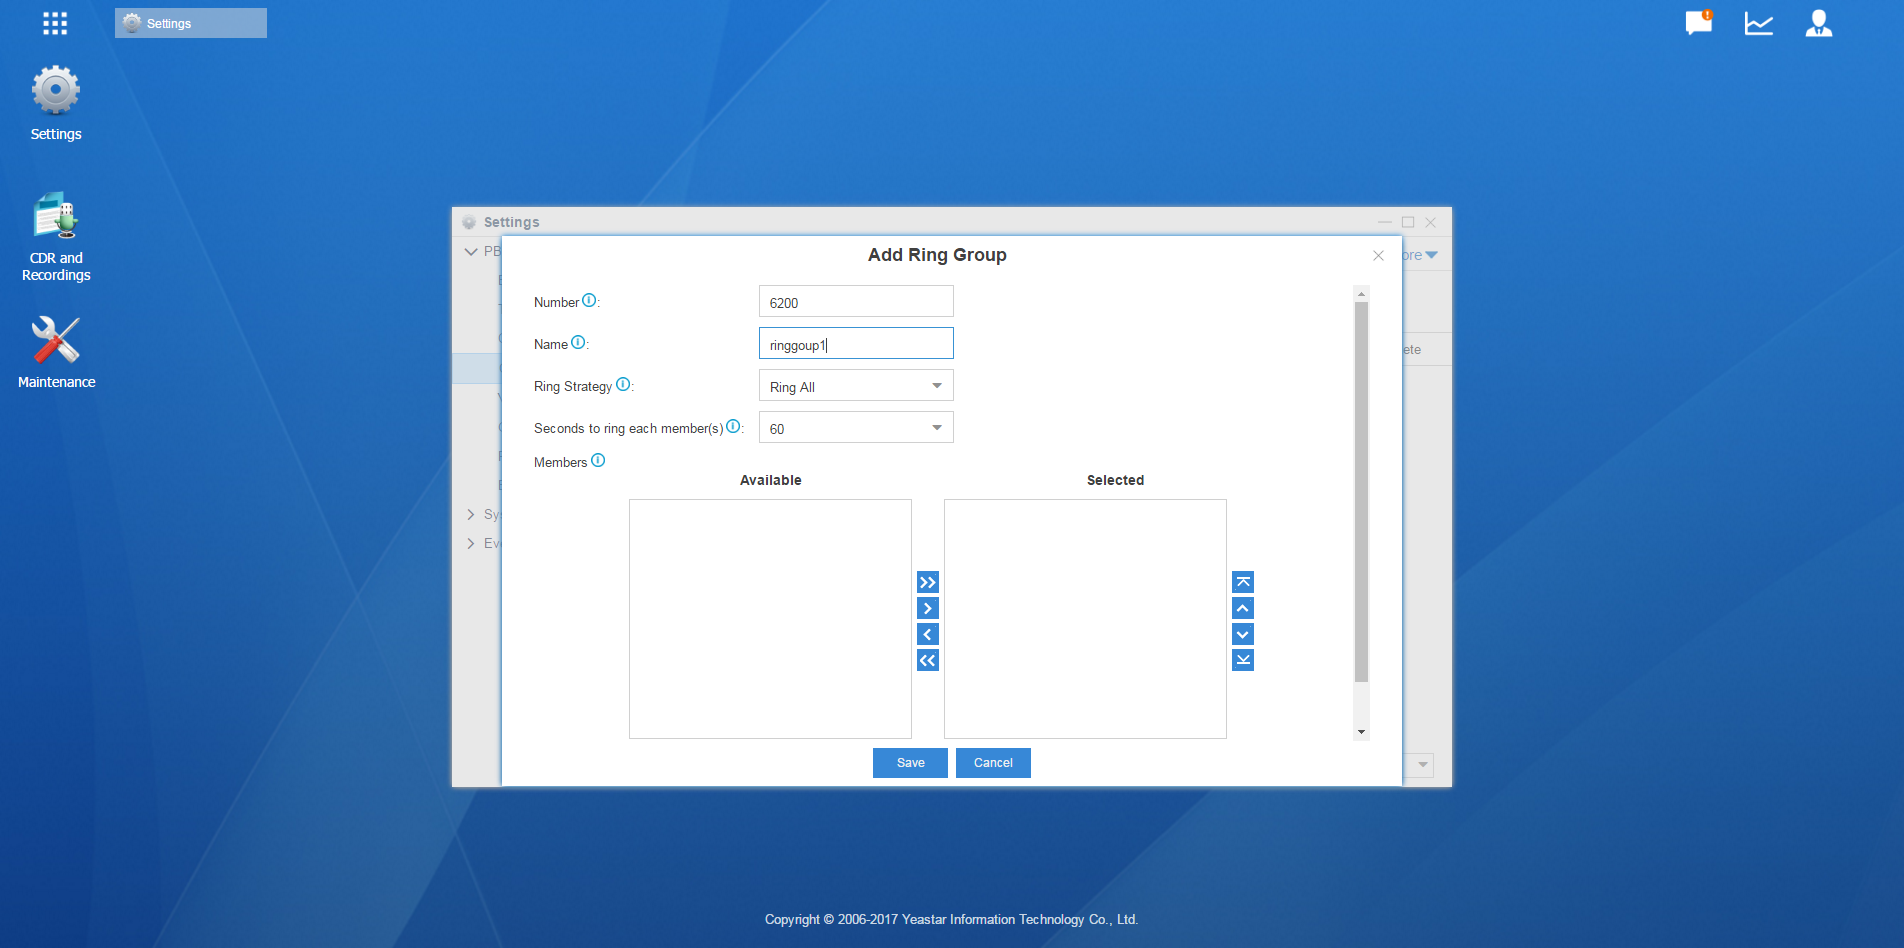 Settings
Settings
CDR and
Recordings
Maintenance
Settings
PB
Add Ring Group
ore
Number :
6200
Name :
ringgoup1
Ring Strategy :
Ring All
ete
Seconds to ring each member(s) :
60
Members
Available
Selected
Sys
Eve
Save
Cancel
Copyright © 2006-2017 Yeastar Information Technology Co., Ltd.